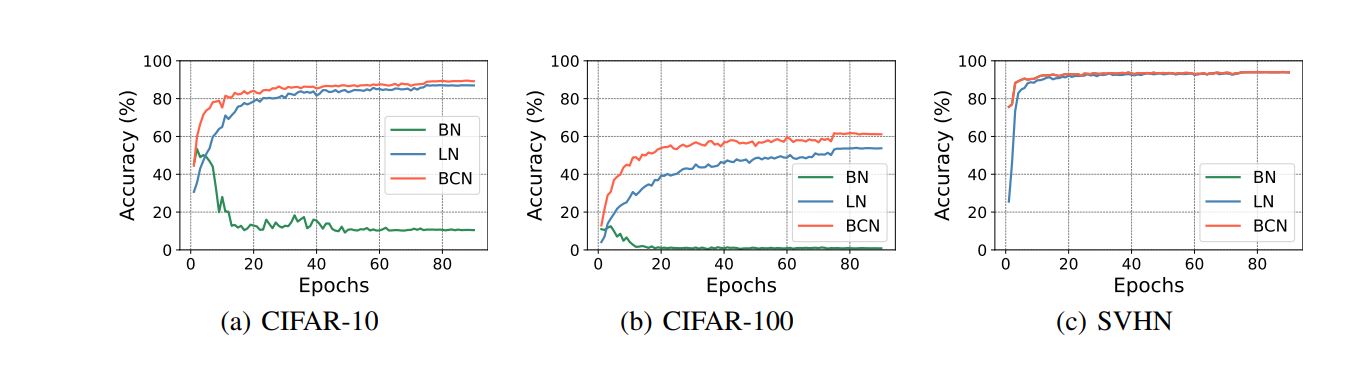 100
80
60
40
20
0
Accuracy (%)
BN
LN
BCN
0 20 40 60 80
Epochs
(a) CIFAR-10
100
80
60
40
20
0
Accuracy (%)
BN
LN
BCN
0 20 40 60 80
Epochs
(b) CIFAR-100
100
80
60
40
20
0
Accuracy (%)
BN
LN
BCN
0 20 40 60 80
Epochs
(c) SVHN